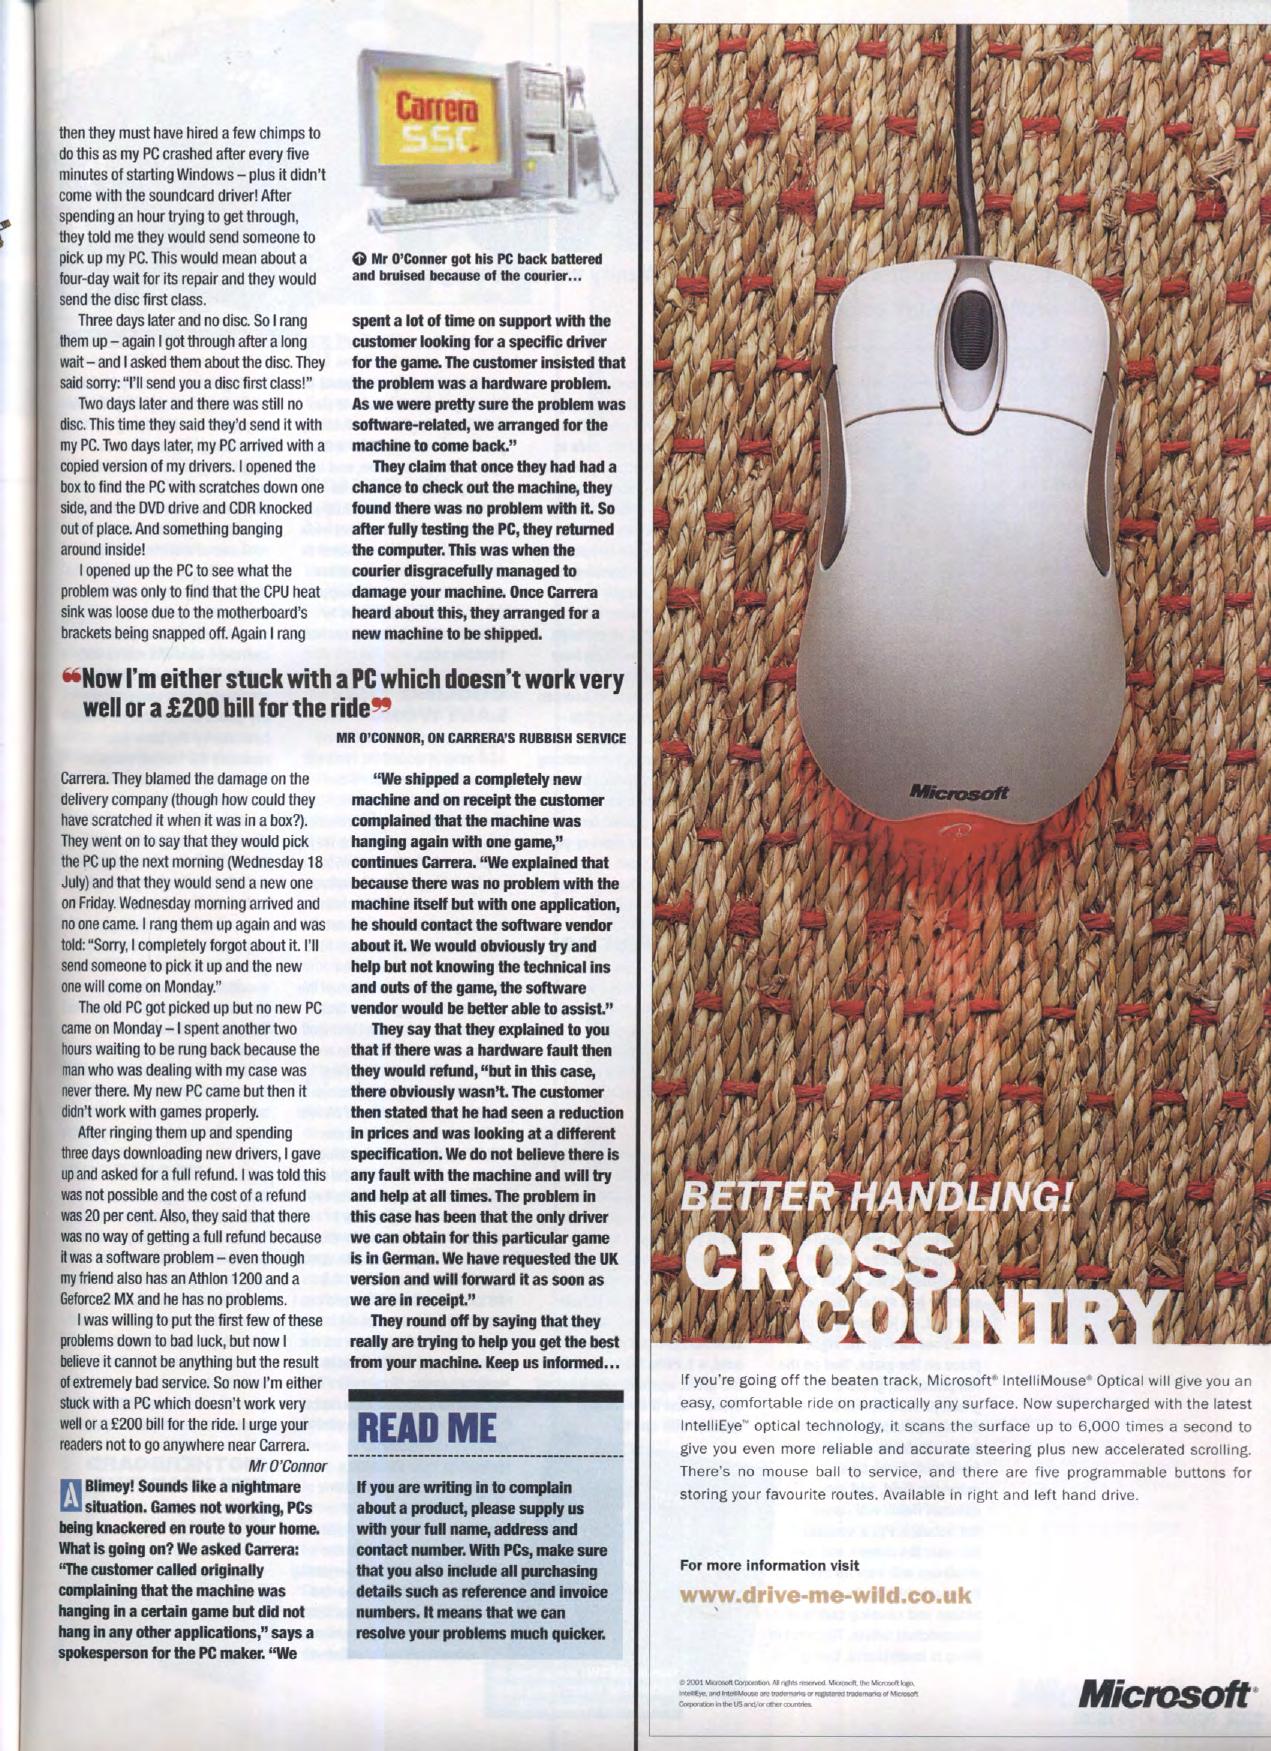 then they must have hired a few chimps to
do this as my PC crashed after every five
minutes of starting Windows – plus it didn't
come with the soundcard driver! After
spending an hour trying to get through,
they told me they would send someone to
pick up my PC. This would mean about a
four-day wait for its repair and they would
send the disc first class.
Three days later and no disc. So I rang
them up – again I got through after a long
wait – and I asked them about the disc. They
said sorry: "I'll send you a disc first class!"
Two days later and there was still no
disc. This time they said they'd send it with
my PC. Two days later, my PC arrived with a
copied version of my drivers. I opened the
box to find the PC with scratches down one
side, and the DVD drive and CDR knocked
out of place. And something banging
around inside!
I opened up the PC to see what the
problem was only to find that the CPU heat
sink was loose due to the motherboard's
brackets being snapped off. Again I rang
Carrera
SSC
Mr O'Conner got his PC back battered
and bruised because of the courier...
spent a lot of time on support with the
customer looking for a specific driver
for the game. The customer insisted that
the problem was a hardware problem.
As we were pretty sure the problem was
software-related, we arranged for the
machine to come back."
They claim that once they had had a
chance to check out the machine, they
found there was no problem with it. So
after fully testing the PC, they returned
the computer. This was when the
courier disgracefully managed to
damage your machine. Once Carrera
heard about this, they arranged for a
new machine to be shipped.
“Now I'm either stuck with a PC which doesn't work very
well or a £200 bill for the ride”
MR O'CONNOR, ON CARRERA'S RUBBISH SERVICE
Carrera. They blamed the damage on the
delivery company (though how could they
have scratched it when it was in a box?).
They went on to say that they would pick
the PC up the next morning (Wednesday 18
July) and that they would send a new one
on Friday. Wednesday morning arrived and
no one came. I rang them up again and was
told: "Sorry, I completely forgot about it. I'll
send someone to pick it up and the new
one will come on Monday."
The old PC got picked up but no new PC
came on Monday – I spent another two
hours waiting to be rung back because the
man who was dealing with my case was
never there. My new PC came but then it
didn't work with games properly.
After ringing them up and spending
three days downloading new drivers, I gave
up and asked for a full refund. I was told this
was not possible and the cost of a refund
was 20 per cent. Also, they said that there
was no way of getting a full refund because
it was a software problem – even though
my friend also has an Athlon 1200 and a
Geforce2 MX and he has no problems.
I was willing to put the first few of these
problems down to bad luck, but now I
believe it cannot be anything but the result
of extremely bad service. So now I'm either
stuck with a PC which doesn't work very
well or a £200 bill for the ride. I urge your
readers not to go anywhere near Carrera.
Mr O'Connor
A Blimey! Sounds like a nightmare
situation. Games not working, PCs
being knackered en route to your home.
What is going on? We asked Carrera:
"The customer called originally
complaining that the machine was
hanging in a certain game but did not
hang in any other applications," says a
spokesperson for the PC maker. "We
"We shipped a completely new
machine and on receipt the customer
complained that the machine was
hanging again with one game,"
continues Carrera. "We explained that
because there was no problem with the
machine itself but with one application,
he should contact the software vendor
about it. We would obviously try and
help but not knowing the technical ins
and outs of the game, the software
vendor would be better able to assist."
They say that they explained to you
that if there was a hardware fault then
they would refund, "but in this case,
there obviously wasn't. The customer
then stated that he had seen a reduction
in prices and was looking at a different
specification. We do not believe there is
any fault with the machine and will try
and help at all times. The problem in
this case has been that the only driver
we can obtain for this particular game
is in German. We have requested the UK
version and will forward it as soon as
we are in receipt."
They round off by saying that they
really are trying to help you get the best
from your machine. Keep us informed...
READ ME
If you are writing in to complain
about a product, please supply us
with your full name, address and
contact number. With PCs, make sure
that you also include all purchasing
details such as reference and invoice
numbers. It means that we can
resolve your problems much quicker.
Microsoft
BETTER HANDLING!
CROSS
COUNTRY
If you're going off the beaten track, Microsoft® IntelliMouse® Optical will give you an
easy, comfortable ride on practically any surface. Now supercharged with the latest
IntelliEye™ optical technology, it scans the surface up to 6,000 times a second to
give you even more reliable and accurate steering plus new accelerated scrolling.
There's no mouse ball to service, and there are five programmable buttons for
storing your favourite routes. Available in right and left hand drive.
For more information visit
www.drive-me-wild.co.uk
© 2001 Microsoft Corporation. All rights reserved. Microsoft, the Microsoft logo,
IntelliEye, and IntelliMouse are trademarks or registered trademarks of Microsoft
Corporation in the US and/or other countries.
Microsoft®